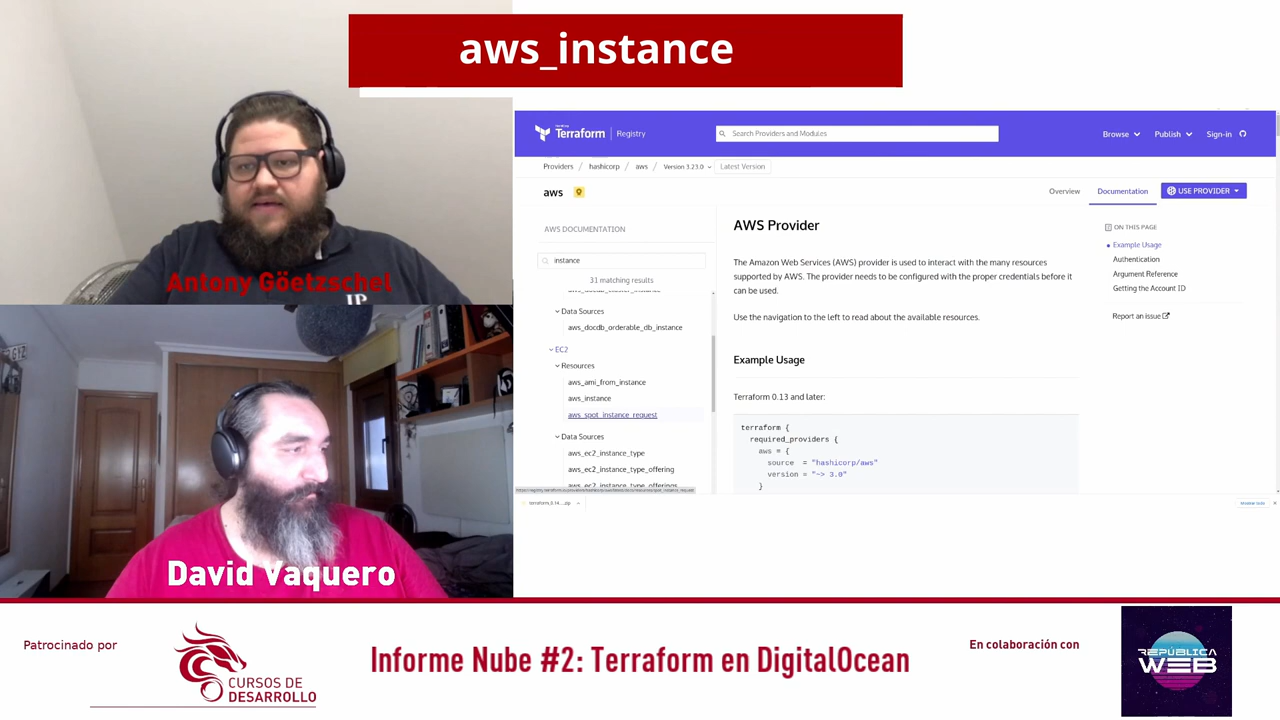 aws_instance
Antony Göetzschel
IP
David Vaquero
HashiCorp
Terraform | Registry
Search Providers and Modules
Browse
Publish
Sign-in
Providers / hashicorp / aws / Version 3.23.0
Latest Version
aws
Overview
Documentation
USE PROVIDER
AWS DOCUMENTATION
instance
31 matching results
Data Sources
aws_docdb_orderable_db_instance
EC2
Resources
aws_ami_from_instance
aws_instance
aws_spot_instance_request
Data Sources
aws_ec2_instance_type
aws_ec2_instance_type_offering
aws_ec2_instance_type_offerings
AWS Provider
The Amazon Web Services (AWS) provider is used to interact with the many resources
supported by AWS. The provider needs to be configured with the proper credentials before it
can be used.
Use the navigation to the left to read about the available resources.
Example Usage
Terraform 0.13 and later:
terraform {
required_providers {
aws = {
source = "hashicorp/aws"
version = "~> 3.0"
}
ON THIS PAGE
Example Usage
Authentication
Argument Reference
Getting the Account ID
Report an issue
terraform_0.14....zip
Patrocinado por
CURSOS DE
DESARROLLO
Informe Nube #2: Terraform en DigitalOcean
En colaboración con
REPÚBLICA
WEB